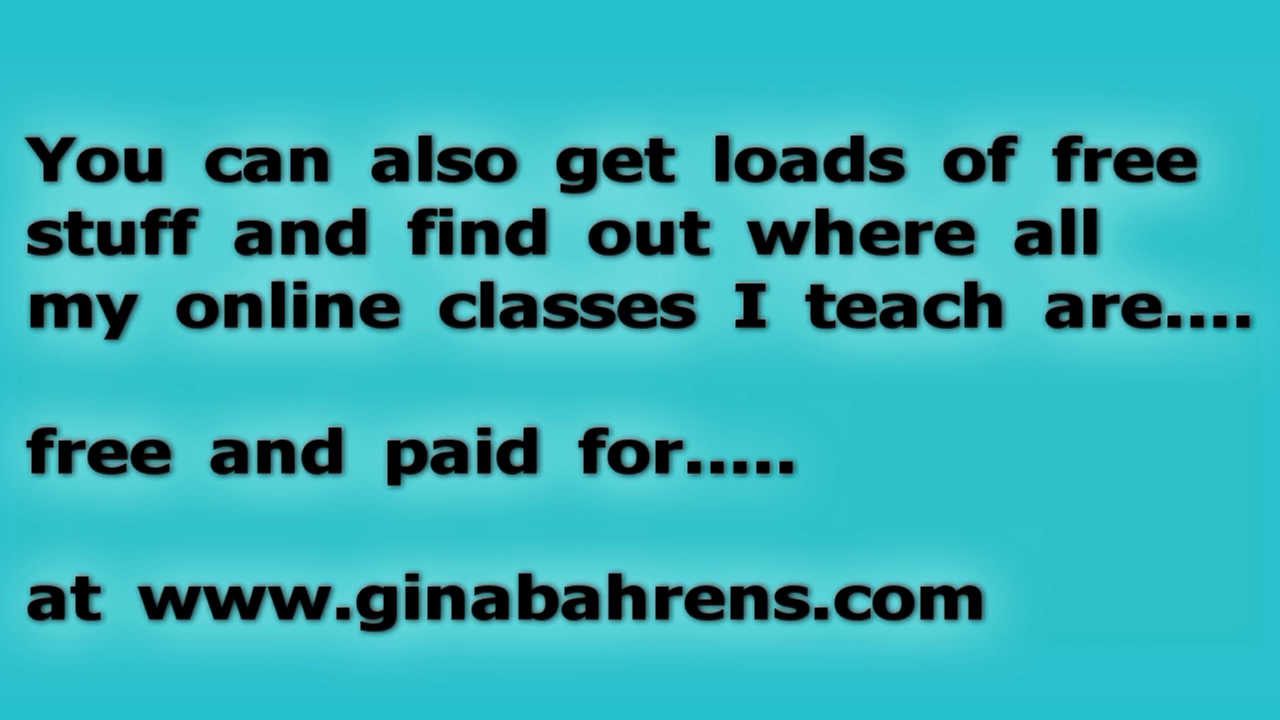 You can also get loads of free
stuff and find out where all
my online classes I teach are....
free and paid for.....
at www.ginabahrens.com